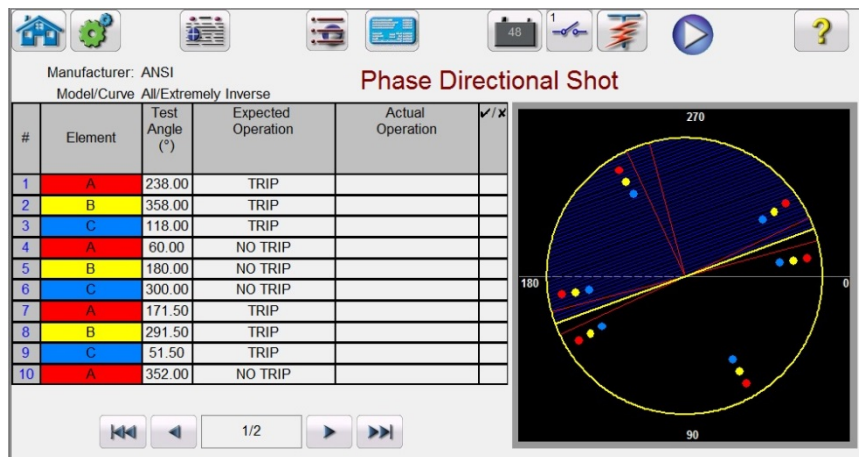 48
1
?
Manufacturer: ANSI
Phase Directional Shot
Model/Curve All/Extremely Inverse
# Element Test Angle (°) Expected Operation Actual Operation ✔/✘
1 A 238.00 TRIP
2 B 358.00 TRIP
3 C 118.00 TRIP
4 A 60.00 NO TRIP
5 B 180.00 NO TRIP
6 C 300.00 NO TRIP
7 A 171.50 TRIP
8 B 291.50 TRIP
9 C 51.50 TRIP
10 A 352.00 NO TRIP
1/2
270
180
0
90